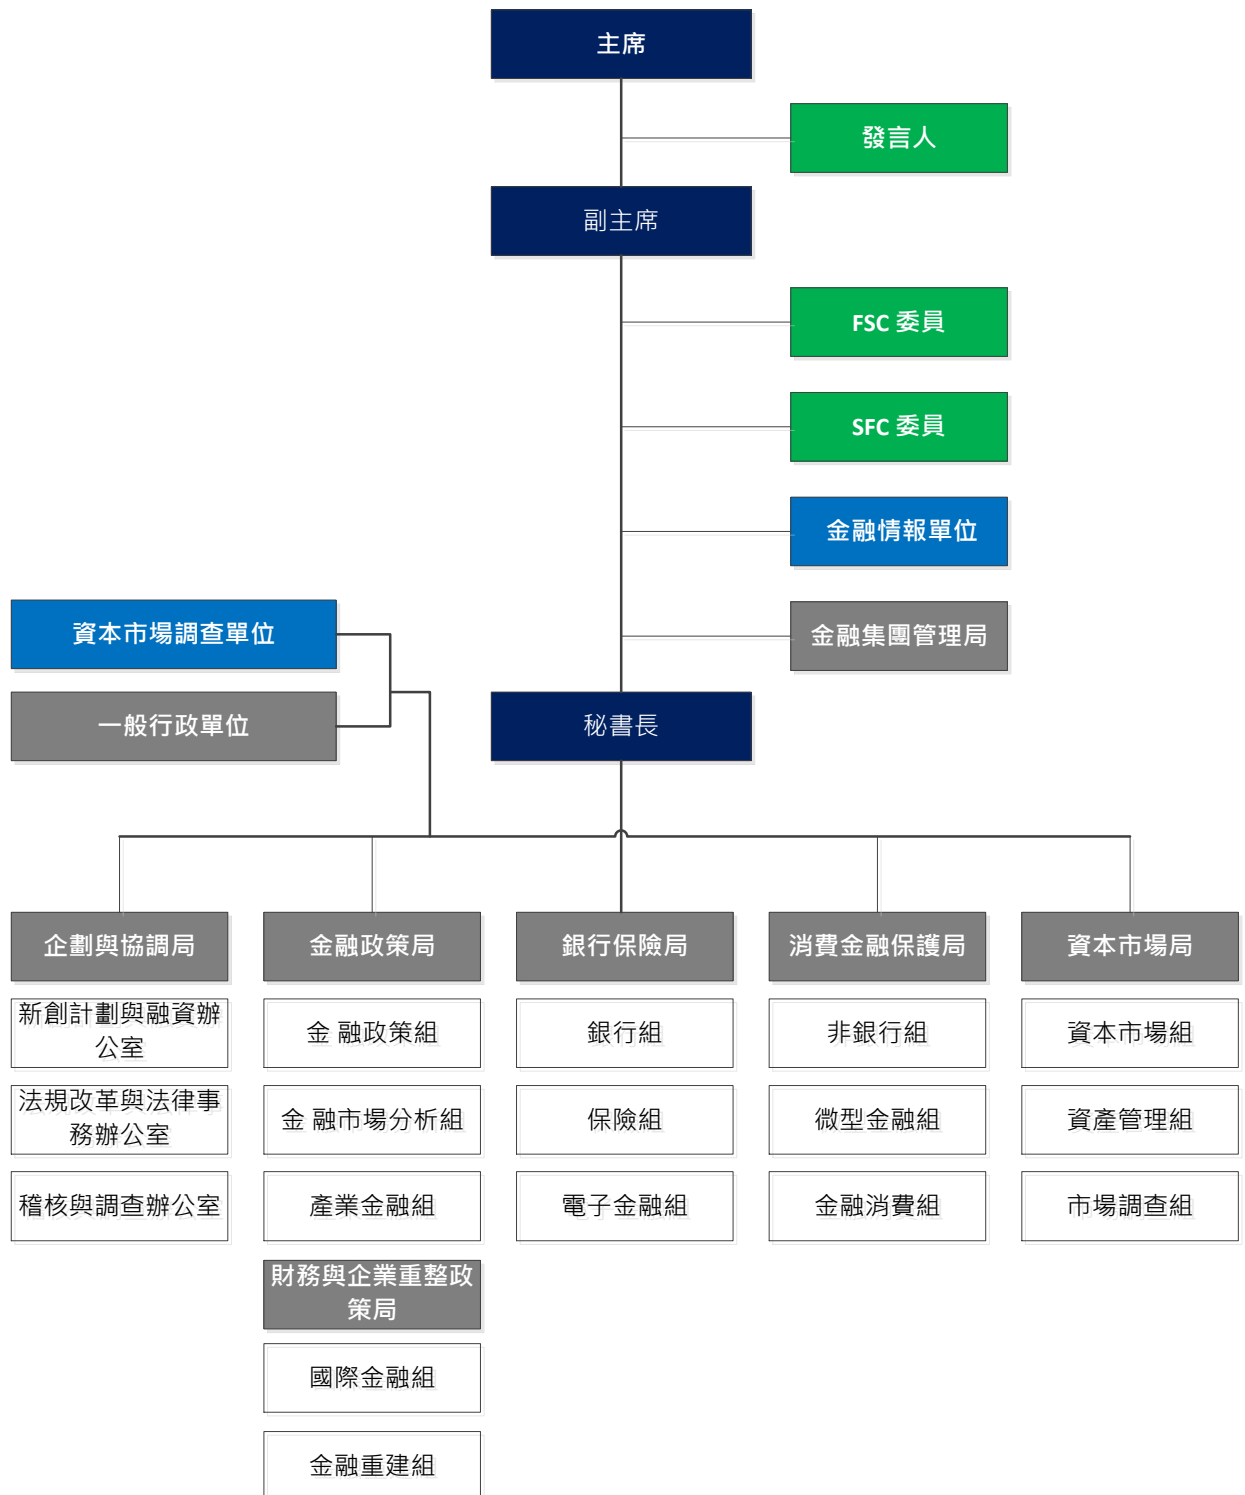 主席
發言人
副主席
FSC 委員
SFC 委員
金融情報單位
資本市場調查單位
金融集團管理局
一般行政單位
秘書長
企劃與協調局
金融政策局
銀行保險局
消費金融保護局
資本市場局
新創計劃與融資辦
公室
金 融政策組
銀行組
非銀行組
資本市場組
法規改革與法律事
務辦公室
金 融市場分析組
保險組
微型金融組
資產管理組
稽核與調查辦公室
產業金融組
電子金融組
金融消費組
市場調查組
財務與企業重整政
策局
國際金融組
金融重建組